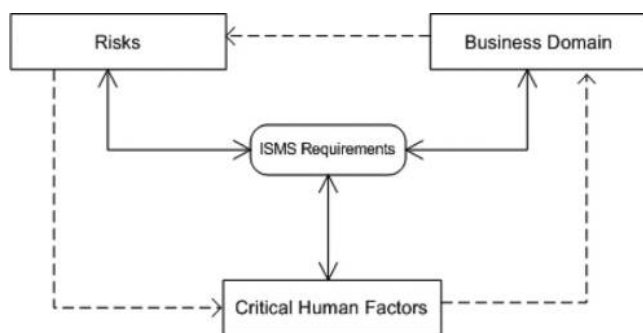 Risks
Business Domain
ISMS Requirements
Critical Human Factors